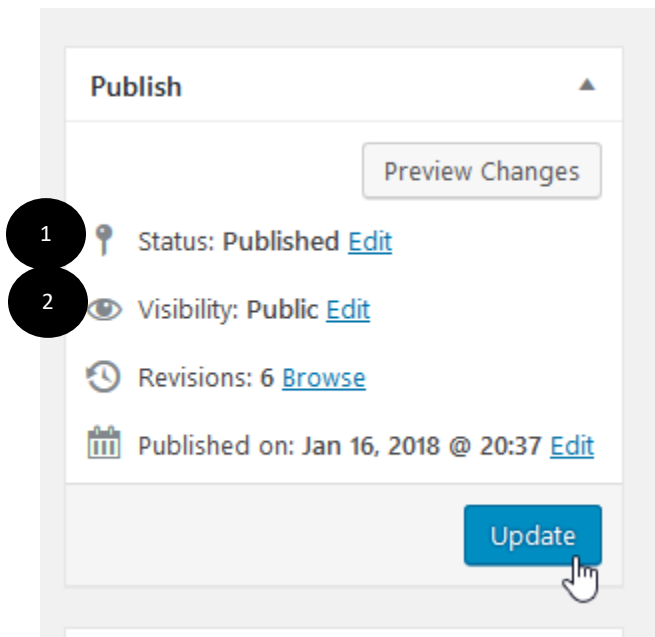 Publish
Preview Changes
1 Status: Published Edit
2 Visibility: Public Edit
Revisions: 6 Browse
Published on: Jan 16, 2018 @ 20:37 Edit
Update